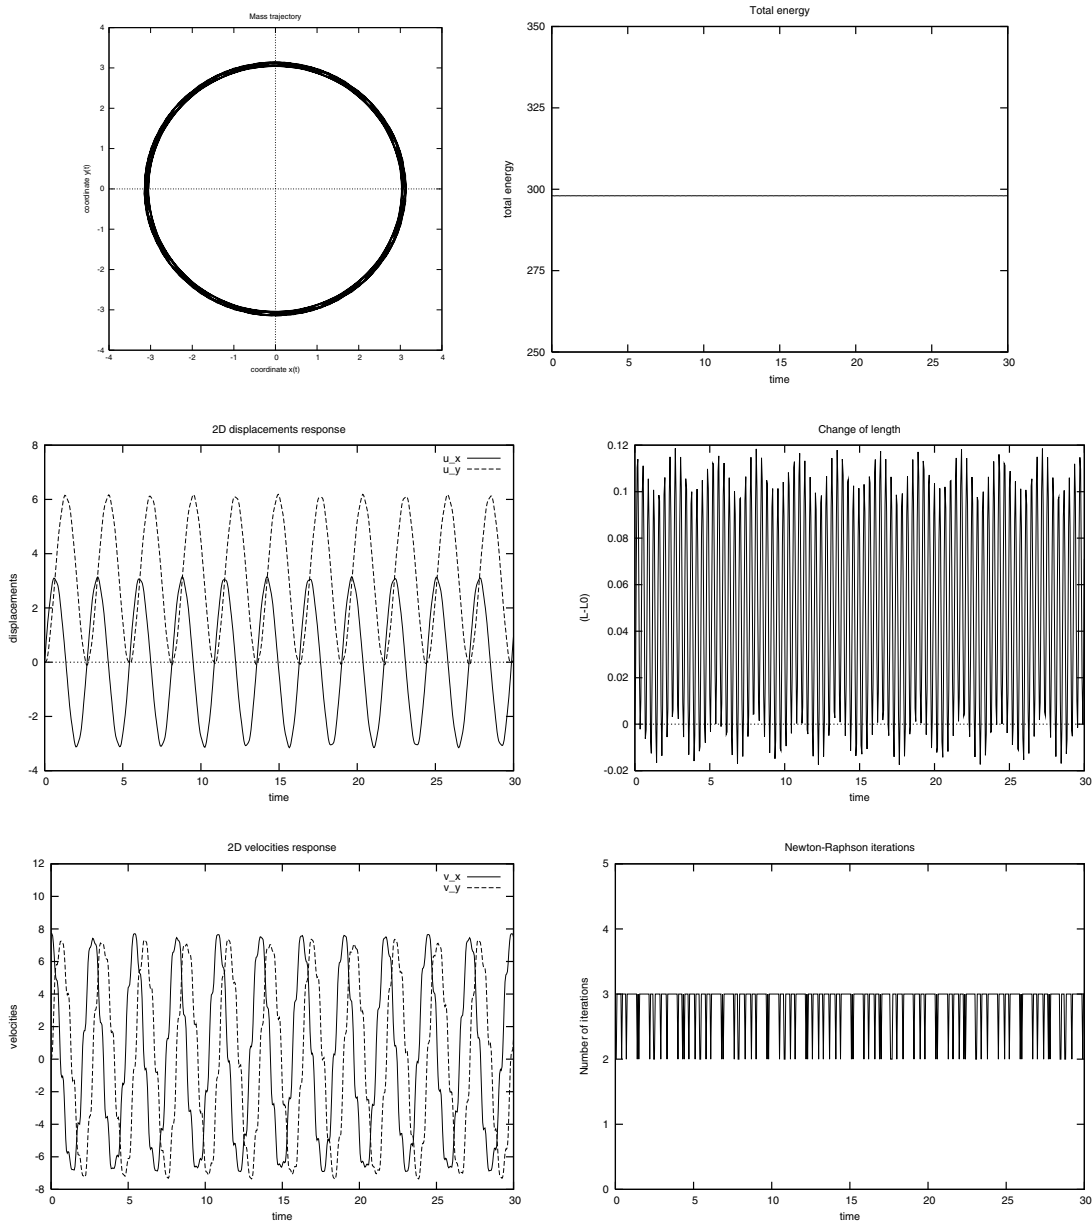 Mass trajectory
4
3
2
1
0
-1
-2
-3
-4
coordinate y(t)
-4 -3 -2 -1 0 1 2 3 4
coordinate x(t)
Total energy
350
325
300
275
250
total energy
0 5 10 15 20 25 30
time
2D displacements response
u_x
u_y
8
6
4
2
0
-2
-4
displacements
0 5 10 15 20 25 30
time
Change of length
0.12
0.1
0.08
0.06
0.04
0.02
0
-0.02
(L-L0)
0 5 10 15 20 25 30
time
2D velocities response
v_x
v_y
12
10
8
6
4
2
0
-2
-4
-6
-8
velocities
0 5 10 15 20 25 30
time
Newton-Raphson iterations
5
4
3
2
1
0
Number of iterations
0 5 10 15 20 25 30
time